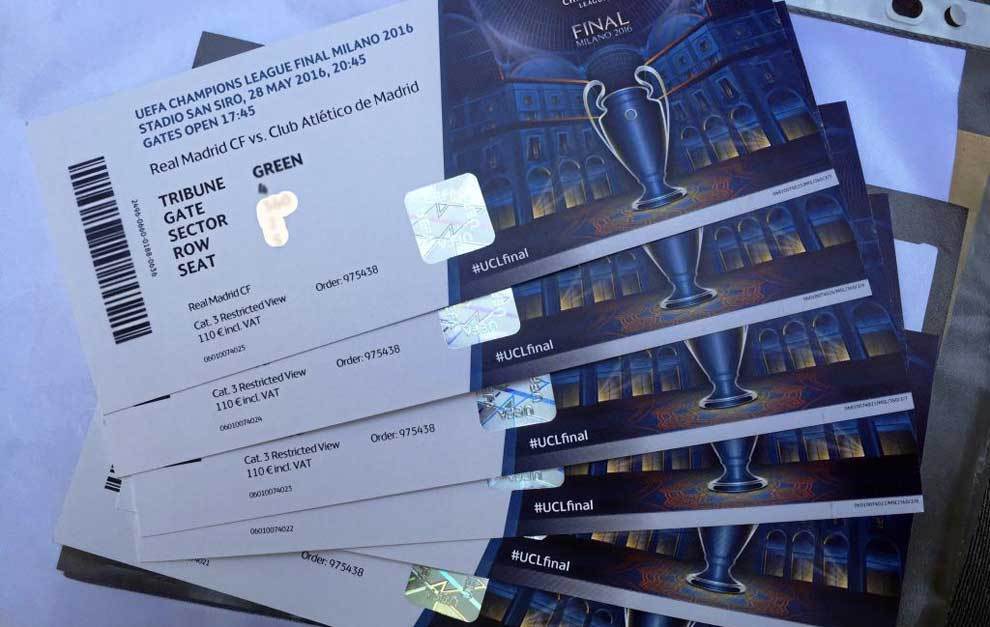 UEFA CHAMPIONS LEAGUE FINAL MILANO 2016
STADIO SAN SIRO, 28 MAY 2016, 20:45
GATES OPEN 17:45
Real Madrid CF vs. Club Atlético de Madrid
TRIBUNE GREEN
GATE
SECTOR
ROW
SEAT
Real Madrid CF
Cat. 3 Restricted View
110 € incl. VAT
Order: 975438
06010074025
LEAGUE
FINAL
MILANO 2016
#UCLfinal
Cat. 3 Restricted View
110 € incl. VAT
Order: 975438
06010074024
#UCLfinal
Cat. 3 Restricted View
110 € incl. VAT
Order: 975438
06010074023
#UCLfinal
06010074022
#UCLfinal
Order: 975438
#UCLfinal